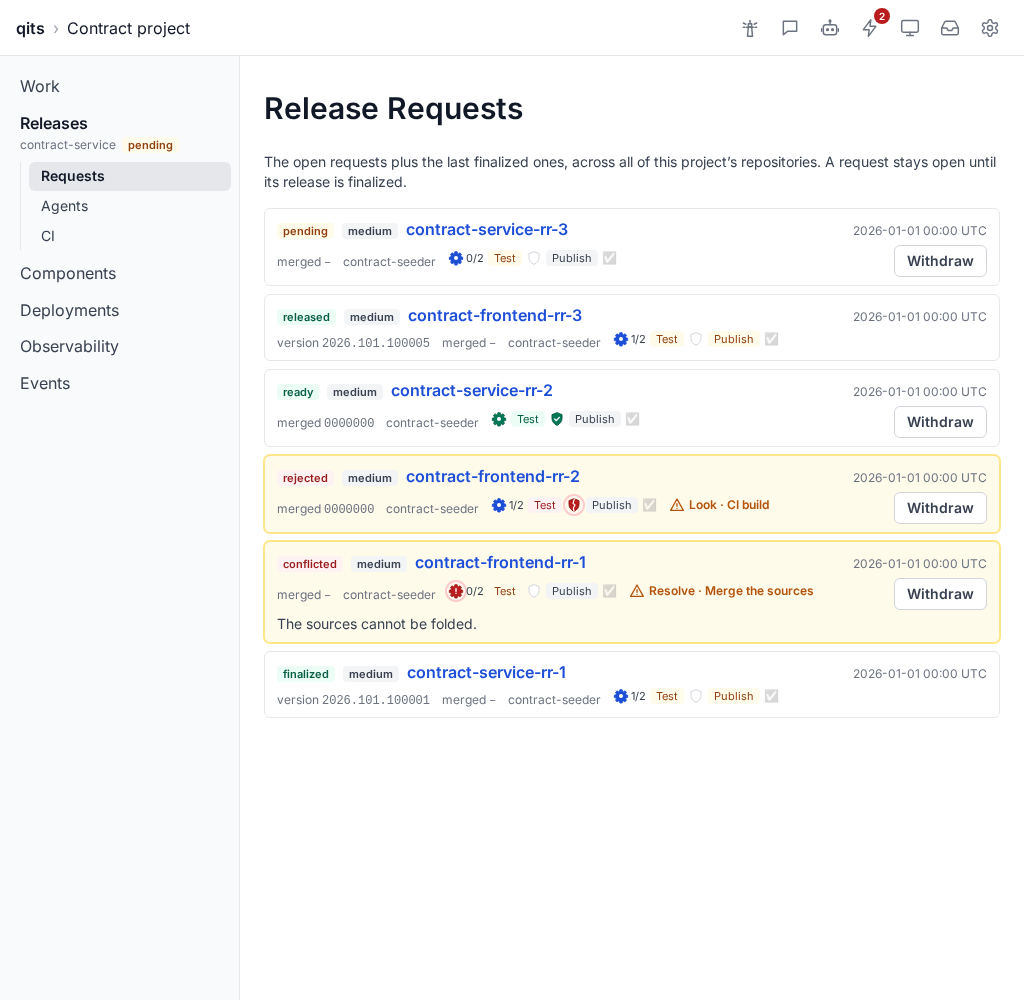 qits › Contract project
2
Work
Releases
contract-service pending
Requests
Agents
CI
Components
Deployments
Observability
Events
Release Requests
The open requests plus the last finalized ones, across all of this project’s repositories. A request stays open until
its release is finalized.
pending medium contract-service-rr-3 2026-01-01 00:00 UTC
merged – contract-seeder 0/2 Test Publish Withdraw
released medium contract-frontend-rr-3 2026-01-01 00:00 UTC
version 2026.101.100005 merged – contract-seeder 1/2 Test Publish
ready medium contract-service-rr-2 2026-01-01 00:00 UTC
merged 0000000 contract-seeder Test Publish Withdraw
rejected medium contract-frontend-rr-2 2026-01-01 00:00 UTC
merged 0000000 contract-seeder 1/2 Test Publish Look · CI build Withdraw
conflicted medium contract-frontend-rr-1 2026-01-01 00:00 UTC
merged – contract-seeder 0/2 Test Publish Resolve · Merge the sources Withdraw
The sources cannot be folded.
finalized medium contract-service-rr-1 2026-01-01 00:00 UTC
version 2026.101.100001 merged – contract-seeder 1/2 Test Publish